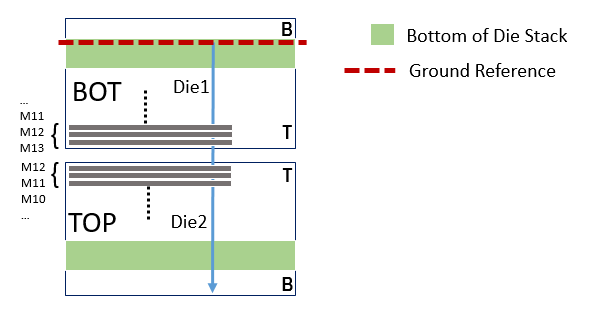 B
Bottom of Die Stack
Ground Reference
BOT
Die1
...
M11
M12 {
M13
T
M12 {
M11
M10
...
T
TOP
Die2
B